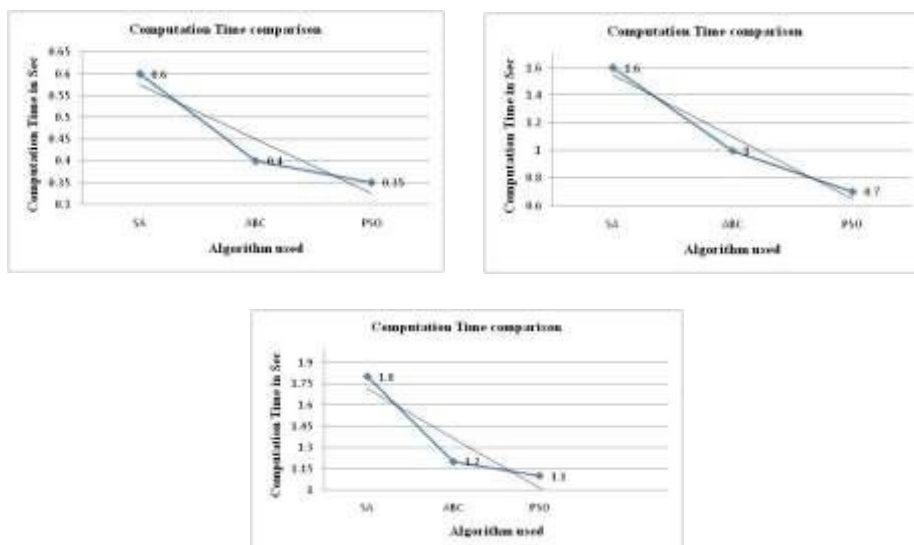 Computation Time comparison
Computation Time in Sec
0.65
0.6
0.55
0.5
0.45
0.4
0.35
0.3
0.6
0.4
0.35
SA
ABC
PSO
Algorithm used
Computation Time comparison
Computation Time in Sec
1.6
1.4
1.2
1
0.8
0.6
1.6
1
0.7
SA
ABC
PSO
Algorithm used
Computation Time comparison
Computation Time in Sec
1.9
1.75
1.6
1.45
1.3
1.15
1
1.8
1.2
1.1
SA
ABC
PSO
Algorithm used